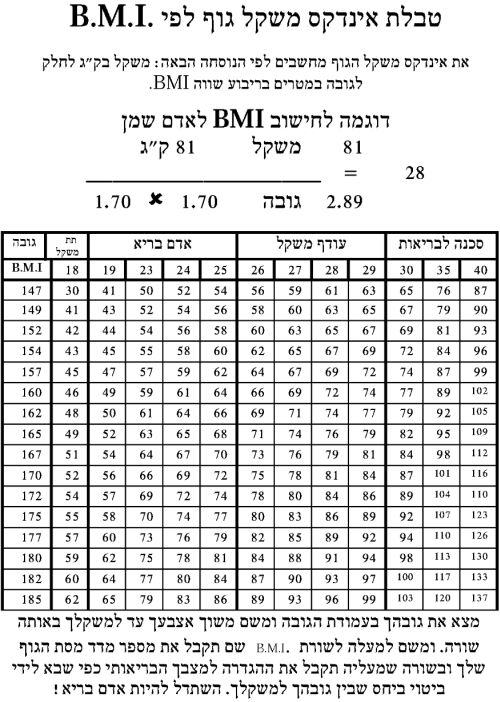 טבלת אינדקס משקל גוף לפי .B.M.I
את אינדקס משקל הגוף מחשבים לפי הנוסחה הבאה: משקל בק״ג לחלק
לגובה במטרים בריבוע שווה BMI.
דוגמה לחישוב BMI לאדם שמן
81 משקל 81 ק״ג
28 = ____________________
2.89 גובה 1.70 ✖ 1.70
גובה תת משקל אדם בריא עודף משקל סכנה לבריאות
B.M.I 18 19 23 24 25 26 27 28 29 30 35 40
147 30 41 50 52 54 56 59 61 63 65 76 87
149 41 43 52 54 56 58 60 63 65 67 79 90
152 42 44 54 56 58 60 63 65 67 69 81 93
154 43 45 55 58 60 62 65 67 69 72 84 96
157 45 47 57 59 62 64 67 69 72 74 87 99
160 46 49 59 61 64 66 69 72 74 77 89 102
162 48 50 61 64 66 69 71 74 77 79 92 105
165 49 52 63 65 68 71 74 76 79 82 95 109
167 51 54 64 67 70 73 76 79 81 84 98 112
170 52 56 66 69 72 75 78 81 84 87 101 116
172 54 57 69 72 74 78 80 84 86 89 104 110
175 55 58 70 74 77 80 83 86 89 92 107 123
177 57 60 73 76 79 82 85 89 92 94 110 126
180 59 62 75 78 81 84 88 91 94 98 113 130
182 60 64 77 80 84 87 90 93 97 100 117 133
185 62 65 79 83 86 89 93 96 99 103 120 137
מצא את גובהך בעמודת הגובה ומשם משוך אצבעך עד למשקלך באותה
שורה. ומשם למעלה לשורת .B.M.I שם תקבל את מספר מדד מסת הגוף
שלך ובשורה שמעליה תקבל את ההגדרה למצבך הבריאותי כפי שבא לידי
ביטוי ביחס שבין גובהך למשקלך. השתדל להיות אדם בריא !